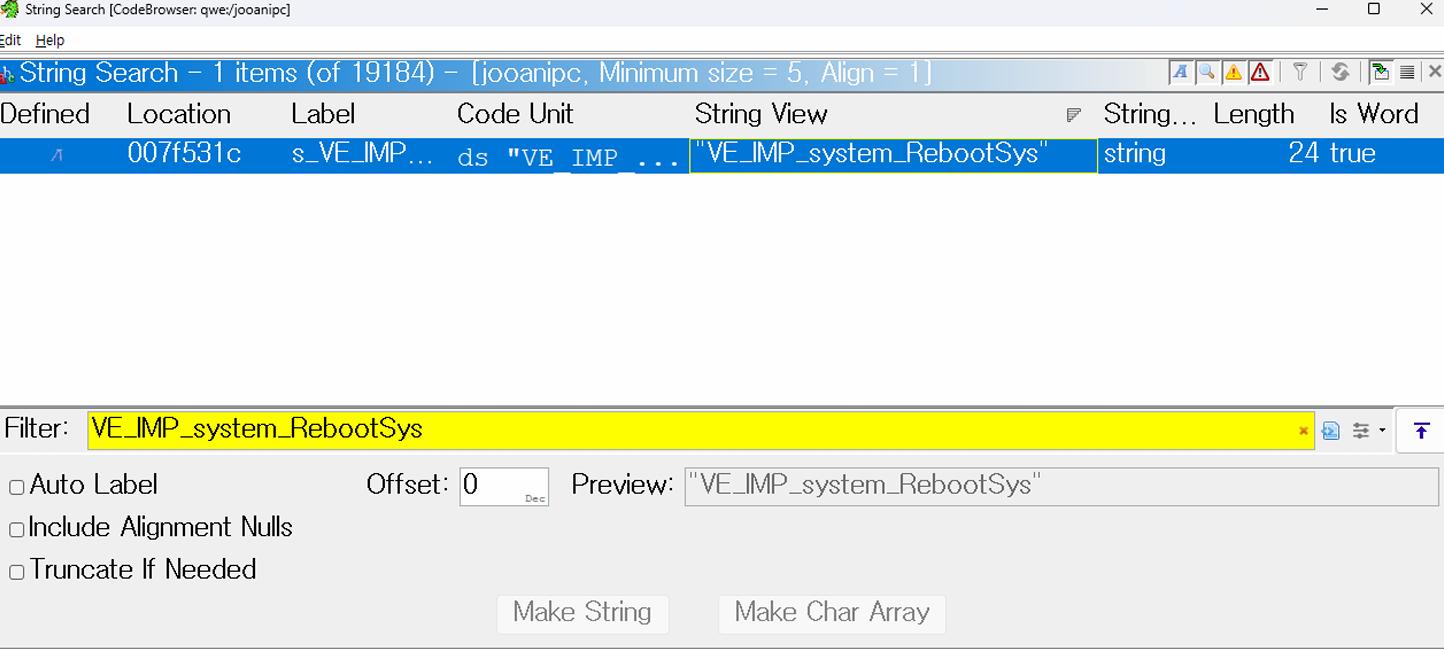 String Search [CodeBrowser: qwe:/jooanipc]
Edit Help
String Search - 1 items (of 19184) - [jooanipc, Minimum size = 5, Align = 1]
Defined Location Label Code Unit String View String... Length Is Word
A 007f531c s_VE_IMP... ds "VE_IMP_... "VE_IMP_system_RebootSys" string 24 true
Filter: VE_IMP_system_RebootSys
Auto Label Offset: 0 Dec Preview: "VE_IMP_system_RebootSys"
Include Alignment Nulls
Truncate If Needed
Make String Make Char Array